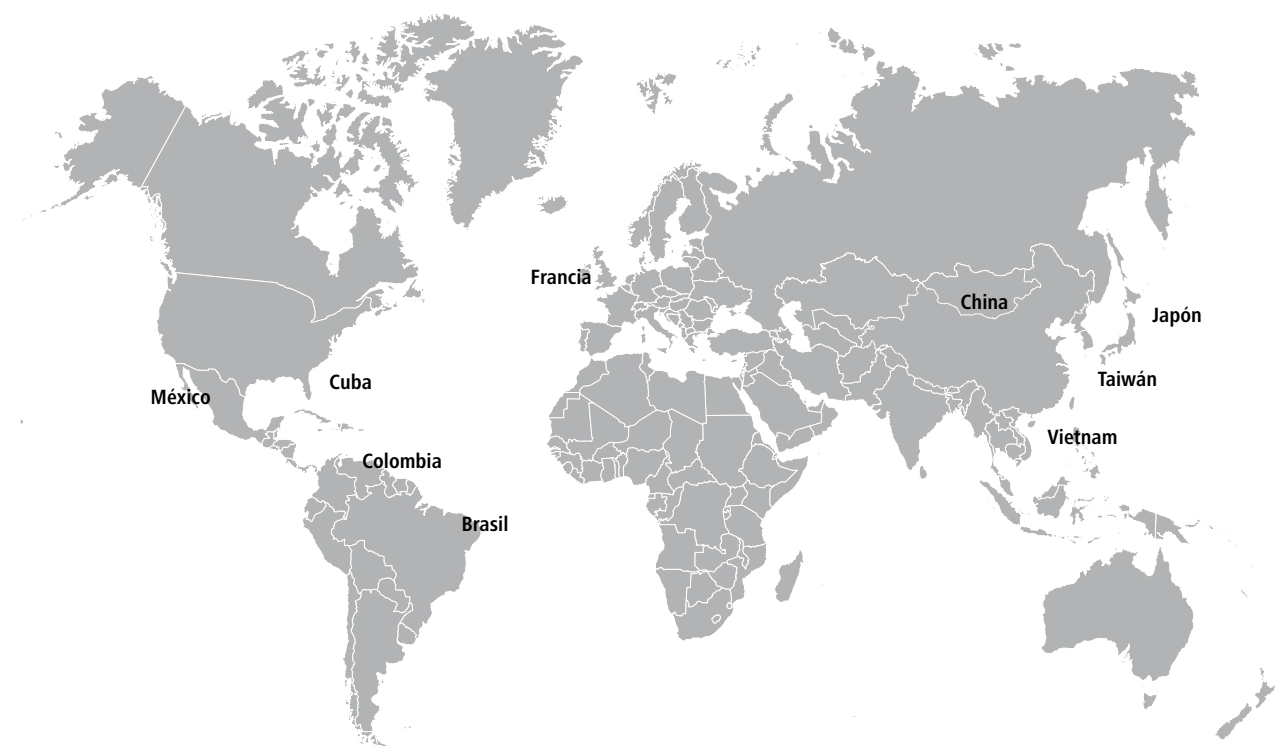 Francia
China
Japón
Taiwán
Cuba
México
Vietnam
Colombia
Brasil